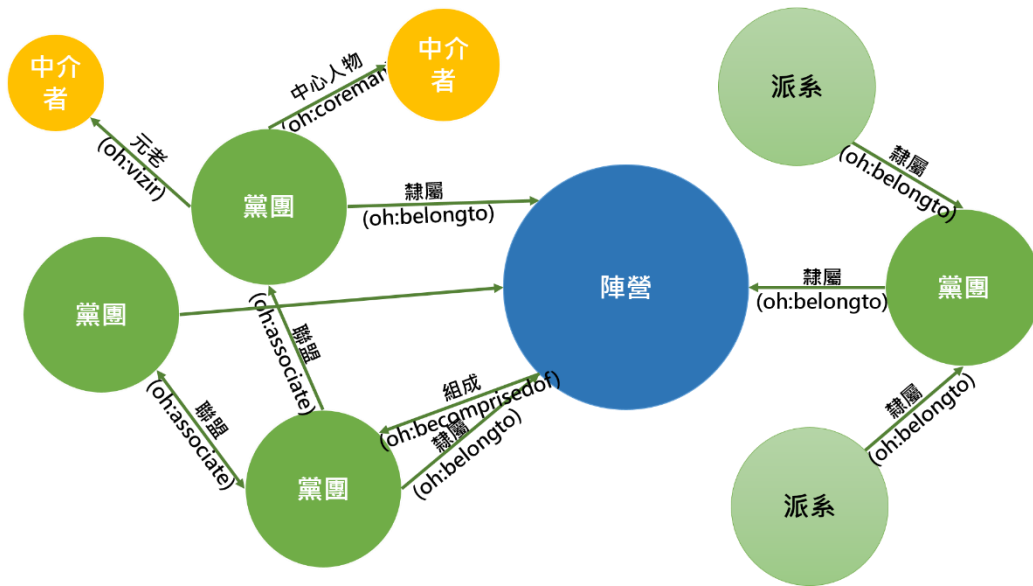 中介
者
中心人物
(oh:coreman)
中介
者
派系
元老
(oh:vizir)
黨團
隸屬
(oh:belongto)
隸屬
(oh:belongto)
黨團
陣營
隸屬
(oh:belongto)
黨團
聯盟
(oh:associate)
聯盟
(oh:associate)
組成
(oh:becomprisedof)
隸屬
(oh:belongto)
隸屬
(oh:belongto)
黨團
派系